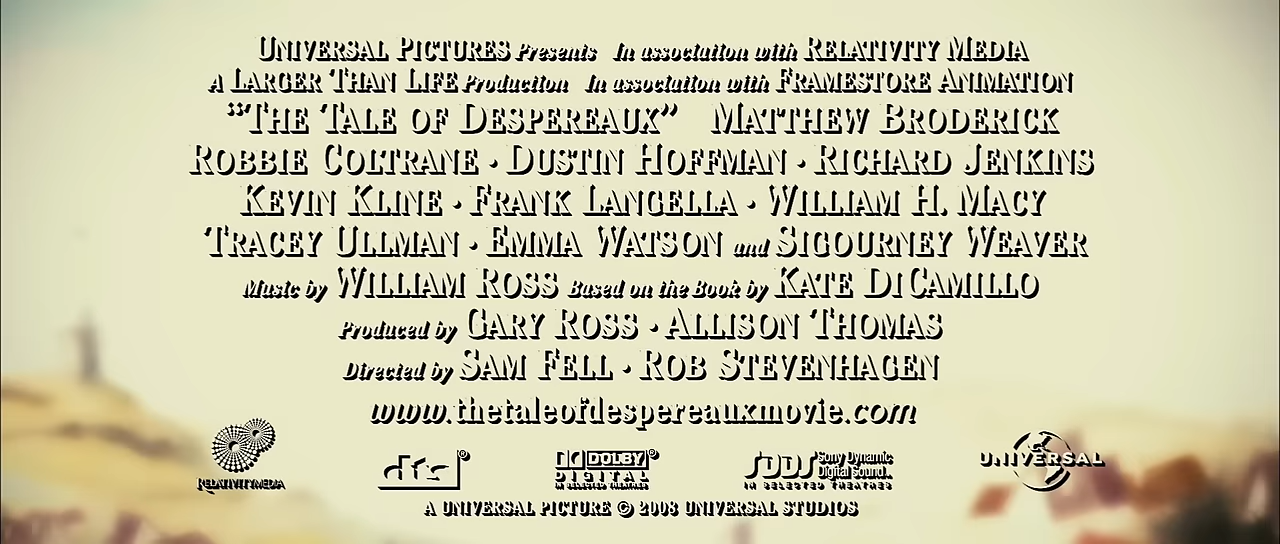 UNIVERSAL PICTURES Presents In association with RELATIVITY MEDIA
A LARGER THAN LIFE Production In association with FRAMESTORE ANIMATION
"THE TALE OF DESPEREAUX" MATTHEW BRODERICK
ROBBIE COLTRANE · DUSTIN HOFFMAN · RICHARD JENKINS
KEVIN KLINE · FRANK LANGELLA · WILLIAM H. MACY
TRACEY ULLMAN · EMMA WATSON and SIGOURNEY WEAVER
Music by WILLIAM ROSS Based on the Book by KATE DICAMILLO
Produced by GARY ROSS · ALLISON THOMAS
Directed by SAM FELL · ROB STEVENHAGEN
www.thetaleofdespereauxmovie.com
RELATIVITYMEDIA
dts®
DOLBY®
DIGITAL
IN SELECTED THEATRES
SDDS Sony Dynamic
Digital Sound.
IN SELECTED THEATRES
UNIVERSAL
A UNIVERSAL PICTURE © 2008 UNIVERSAL STUDIOS